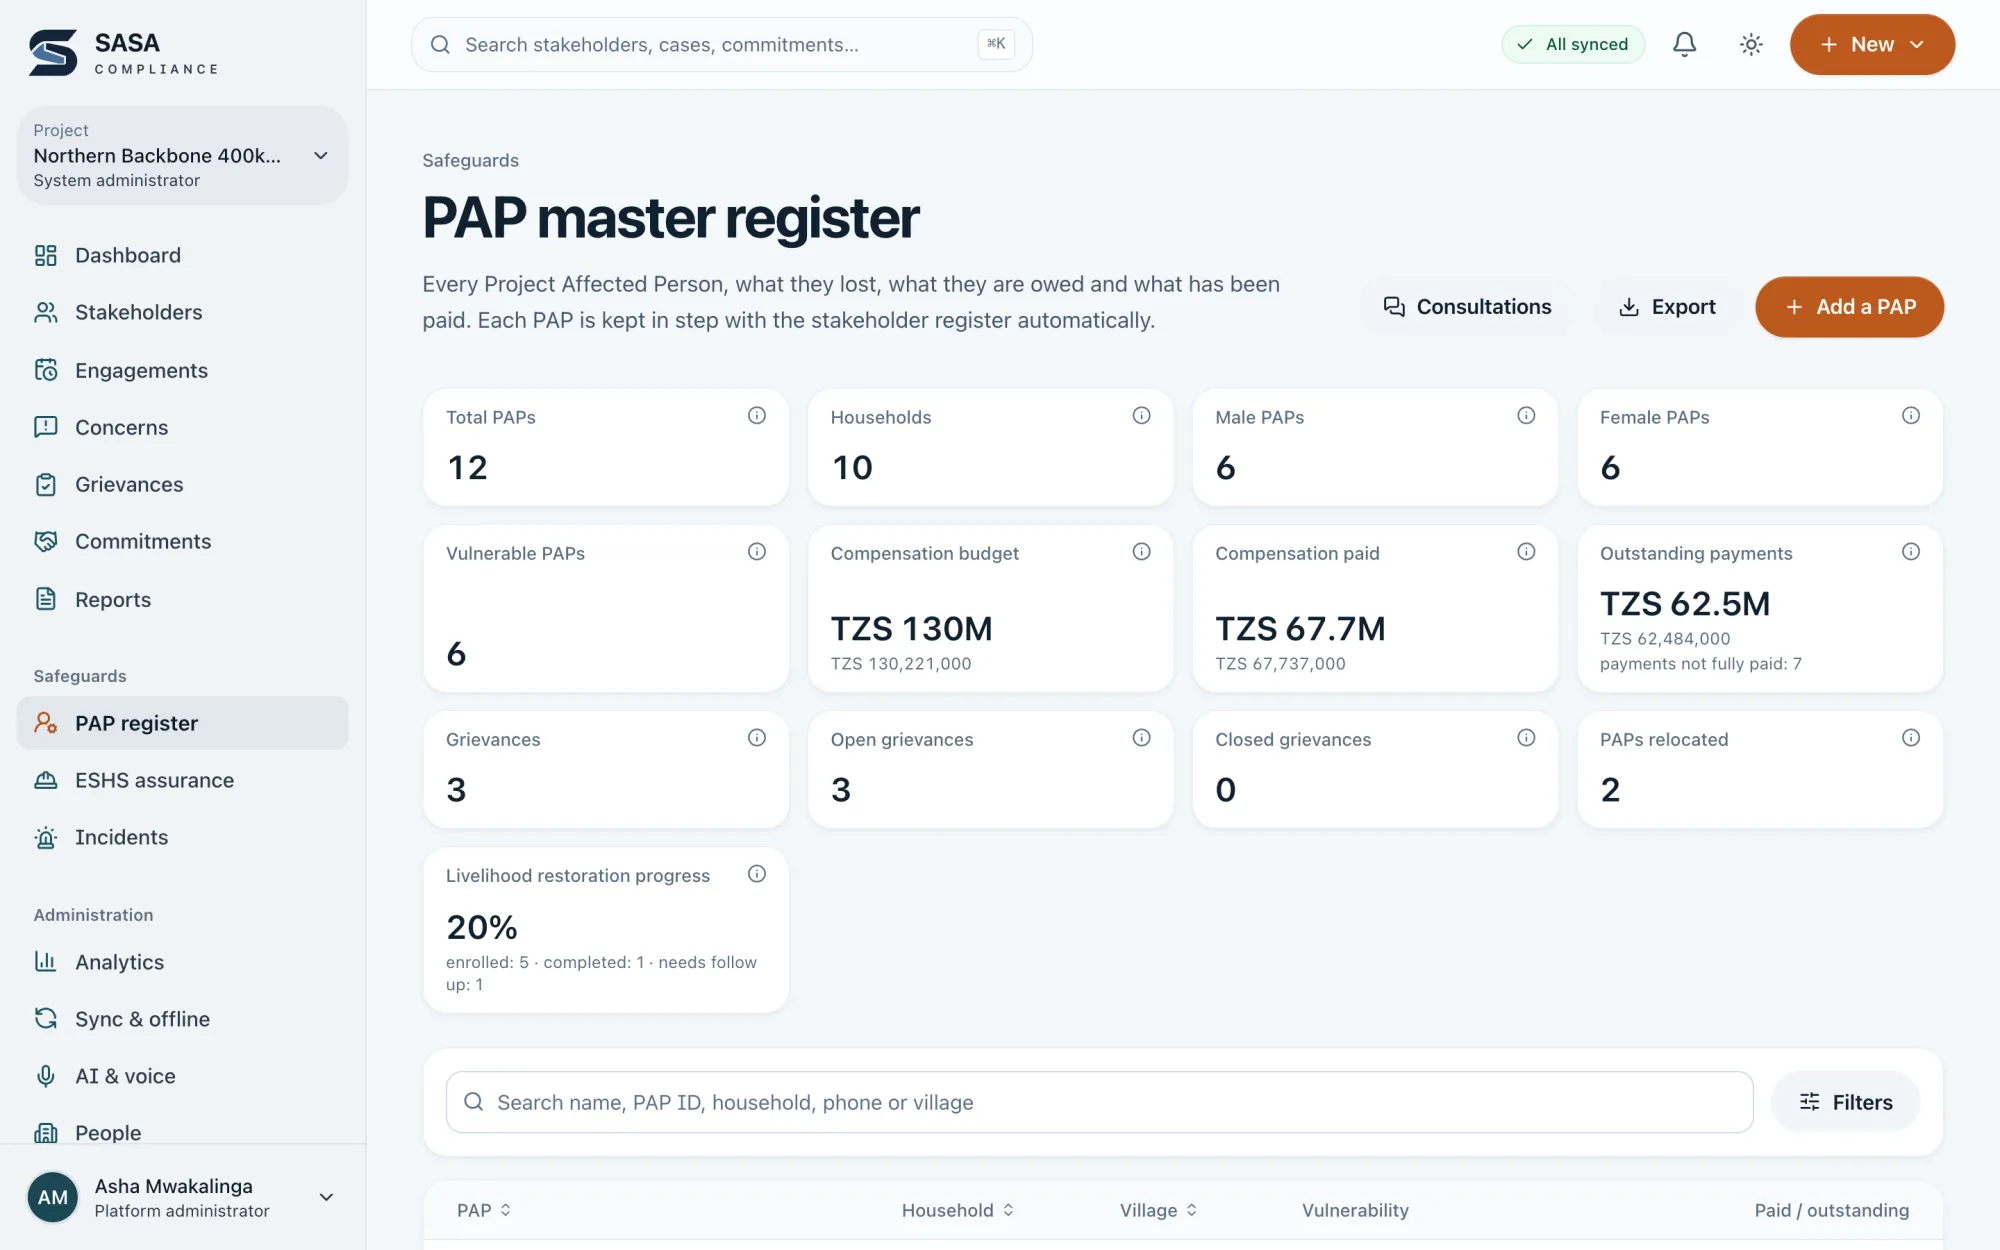 SASA
COMPLIANCE
Project
Northern Backbone 400k...
System administrator
Dashboard
Stakeholders
Engagements
Concerns
Grievances
Commitments
Reports
Safeguards
PAP register
ESHS assurance
Incidents
Administration
Analytics
Sync & offline
AI & voice
People
AM
Asha Mwakalinga
Platform administrator
Search stakeholders, cases, commitments...
⌘K
All synced
New
Safeguards
PAP master register
Every Project Affected Person, what they lost, what they are owed and what has been
paid. Each PAP is kept in step with the stakeholder register automatically.
Consultations
Export
Add a PAP
Total PAPs
12
Households
10
Male PAPs
6
Female PAPs
6
Vulnerable PAPs
6
Compensation budget
TZS 130M
TZS 130,221,000
Compensation paid
TZS 67.7M
TZS 67,737,000
Outstanding payments
TZS 62.5M
TZS 62,484,000
payments not fully paid: 7
Grievances
3
Open grievances
3
Closed grievances
0
PAPs relocated
2
Livelihood restoration progress
20%
enrolled: 5 · completed: 1 · needs follow
up: 1
Search name, PAP ID, household, phone or village
Filters
PAP
Household
Village
Vulnerability
Paid / outstanding